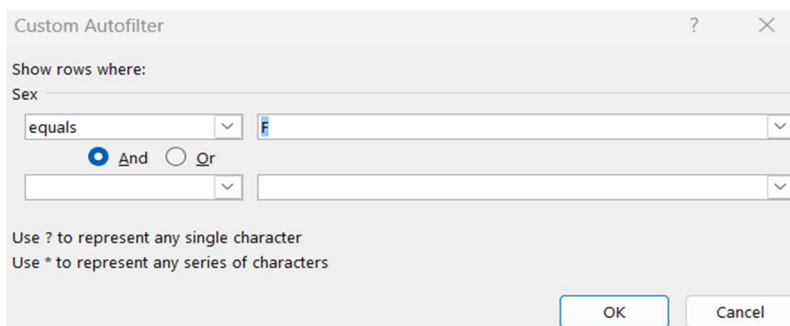 Custom Autofilter ? ×
Show rows where:
Sex
equals F
And Or
Use ? to represent any single character
Use * to represent any series of characters
OK Cancel